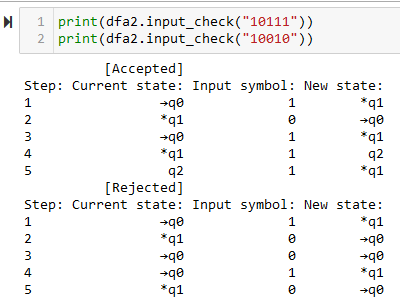 1 print(dfa2.input_check("10111"))
2 print(dfa2.input_check("10010"))
[Accepted]
Step: Current state: Input symbol: New state:
1 →q0 1 *q1
2 *q1 0 →q0
3 →q0 1 *q1
4 *q1 1 q2
5 q2 1 *q1
[Rejected]
Step: Current state: Input symbol: New state:
1 →q0 1 *q1
2 *q1 0 →q0
3 →q0 0 →q0
4 →q0 1 *q1
5 *q1 0 →q0